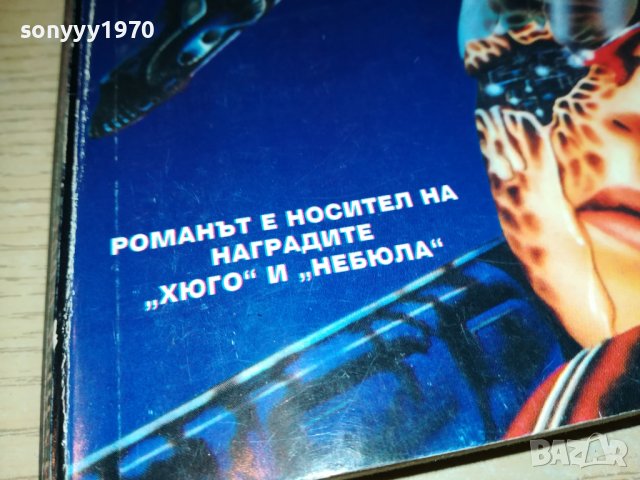 sonyyy1970
РОМАНЪТ Е НОСИТЕЛ НА
НАГРАДИТЕ
„ХЮГО“ И „НЕБЮЛА“
BAZAR